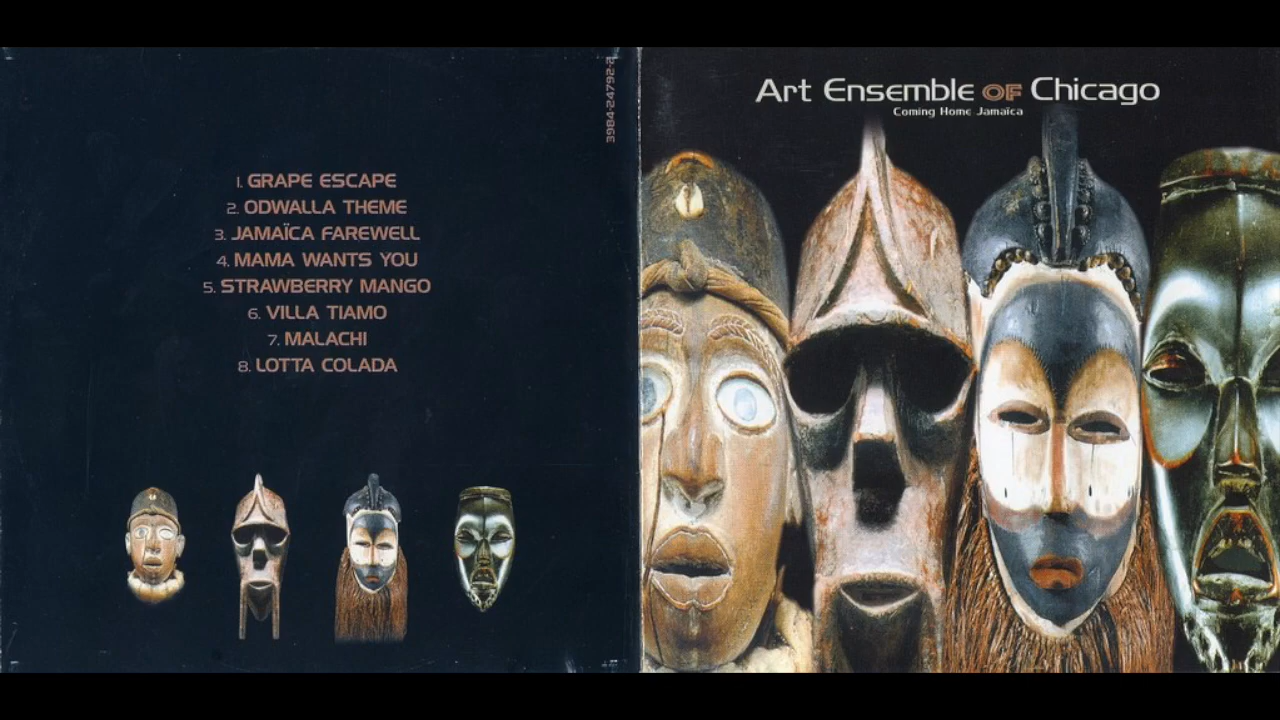 3984-24792-2
1. GRAPE ESCAPE
2. ODWALLA THEME
3. JAMAÏCA FAREWELL
4. MAMA WANTS YOU
5. STRAWBERRY MANGO
6. VILLA TIAMO
7. MALACHI
8. LOTTA COLADA
Art Ensemble OF Chicago
Coming Home Jamaïca